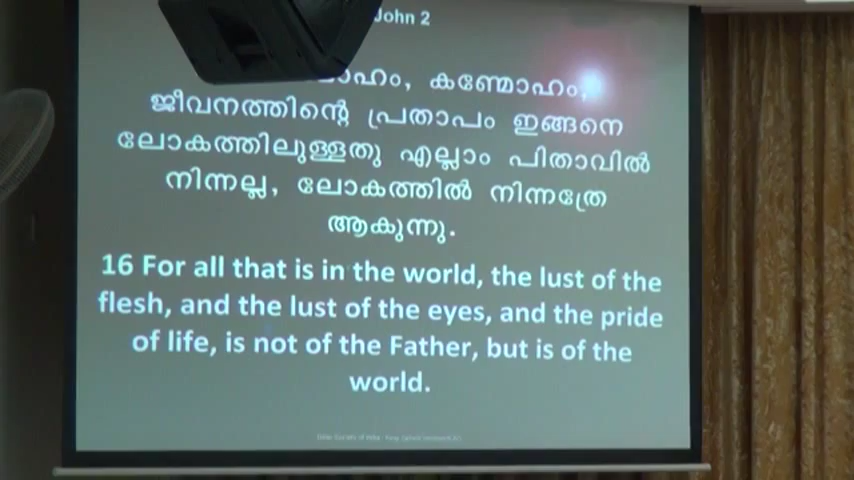 John 2
കണ്മോഹം,
ജീവനത്തിന്റെ പ്രതാപം ഇങ്ങനെ
ലോകത്തിലുള്ളതു എല്ലാം പിതാവിൽ
നിന്നല്ല, ലോകത്തിൽ നിന്നത്രേ
ആകുന്നു.
16 For all that is in the world, the lust of the
flesh, and the lust of the eyes, and the pride
of life, is not of the Father, but is of the
world.